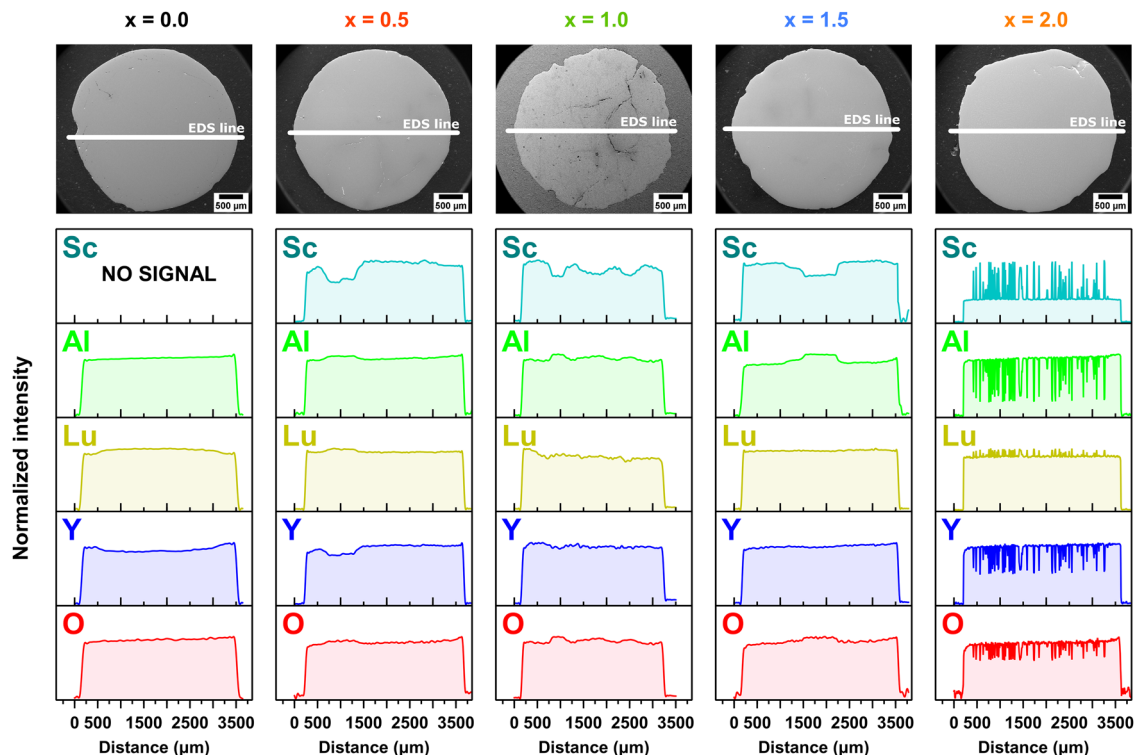 x = 0.0 x = 0.5 x = 1.0 x = 1.5 x = 2.0
EDS line EDS line EDS line EDS line EDS line
500 µm 500 µm 500 µm 500 µm 500 µm
Normalized intensity
Sc Sc Sc Sc Sc
NO SIGNAL
Al Al Al Al Al
Lu Lu Lu Lu Lu
Y Y Y Y Y
O O O O O
0 500 1500 2500 3500 0 500 1500 2500 3500 0 500 1500 2500 3500 0 500 1500 2500 3500 0 500 1500 2500 3500
Distance (µm) Distance (µm) Distance (µm) Distance (µm) Distance (µm)